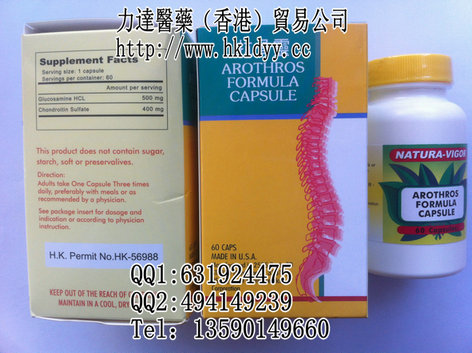 力達醫藥（香港）貿易公司
http://www.hkldyy.com
Supplement Facts
Serving size: 1 capsule
Servings per container: 60
Amount per serving
Glucosamine HCL 500 mg
Chondroitin Sulfate 400 mg
This product does not contain sugar,
starch, soft or preservatives.
Direction:
Adults take One Capsule Three times
daily, preferably with meals or as
recommended by a physician.
See package insert for dosage and
indication or according to physician
instruction.
H.K. Permit No.HK-56988
KEEP OUT OF THE REACH OF
MAINTAIN IN A COOL, DRY
AROTHROS
FORMULA
CAPSULE
60 CAPS
MADE IN U.S.A.
Corporation
NATURA-VIGOR
AROTHROS
FORMULA
CAPSULE
60 Capsules
QQ1:631924475
QQ2:494149239
Tel: 13590149660